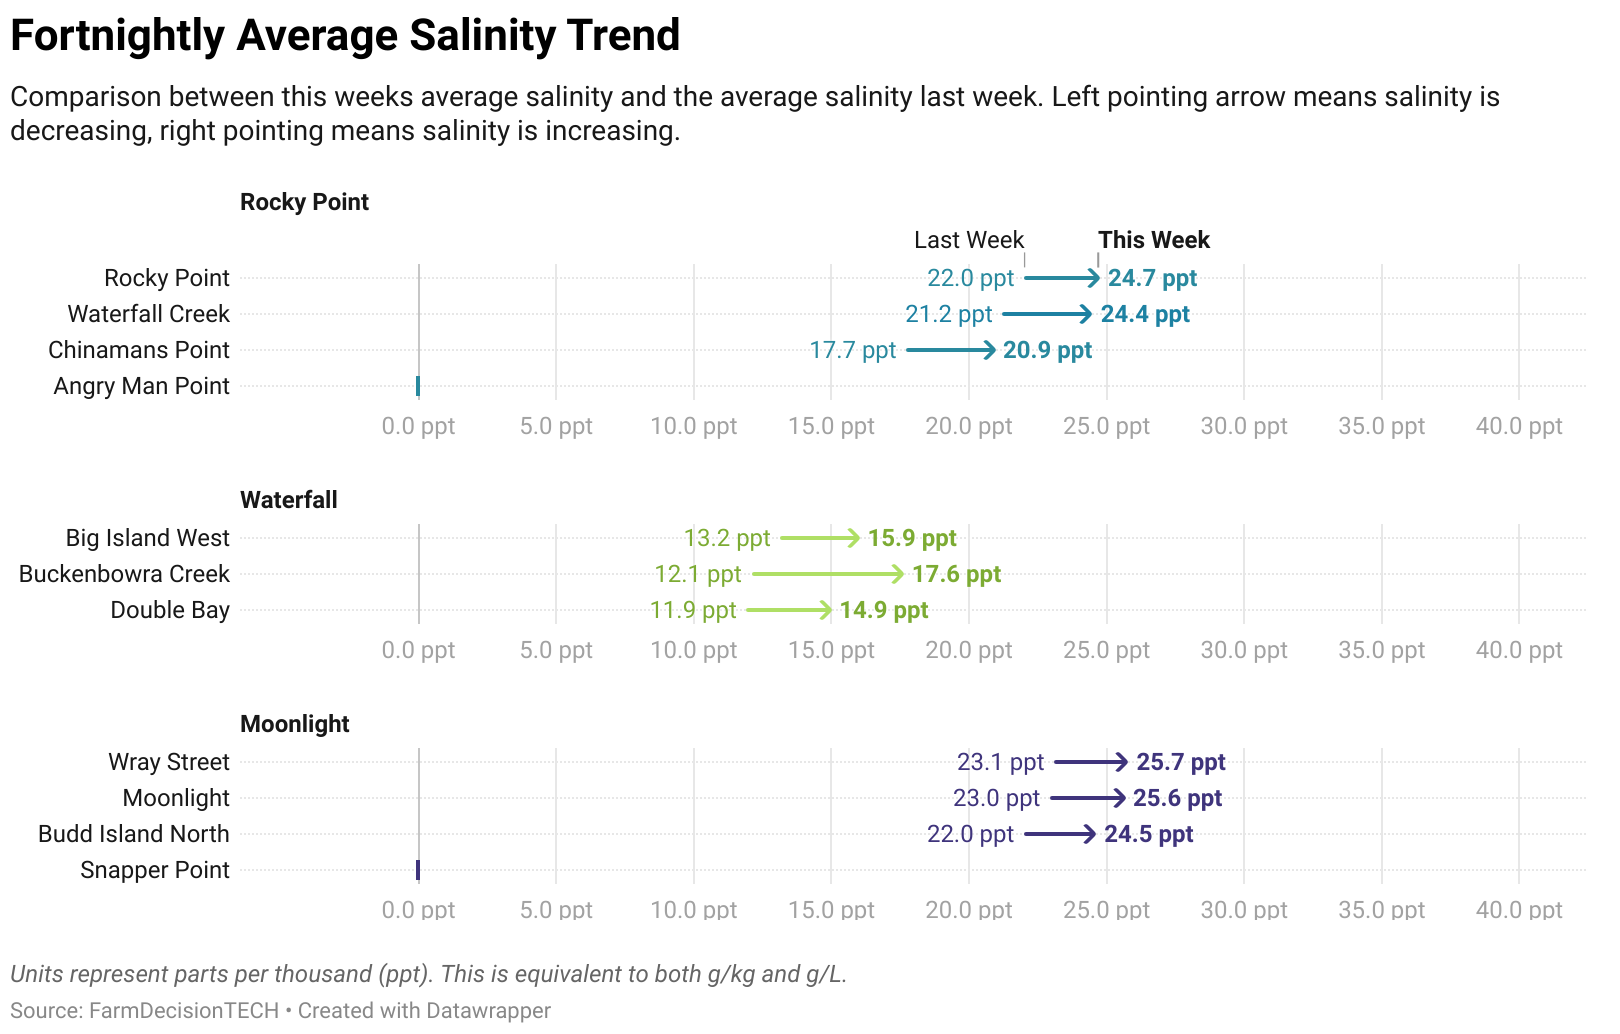 Fortnightly Average Salinity Trend
Comparison between this weeks average salinity and the average salinity last week. Left pointing arrow means salinity is
decreasing, right pointing means salinity is increasing.
Rocky Point
Last Week This Week
Rocky Point 22.0 ppt 24.7 ppt
Waterfall Creek 21.2 ppt 24.4 ppt
Chinamans Point 17.7 ppt 20.9 ppt
Angry Man Point
0.0 ppt 5.0 ppt 10.0 ppt 15.0 ppt 20.0 ppt 25.0 ppt 30.0 ppt 35.0 ppt 40.0 ppt
Waterfall
Big Island West 13.2 ppt 15.9 ppt
Buckenbowra Creek 12.1 ppt 17.6 ppt
Double Bay 11.9 ppt 14.9 ppt
0.0 ppt 5.0 ppt 10.0 ppt 15.0 ppt 20.0 ppt 25.0 ppt 30.0 ppt 35.0 ppt 40.0 ppt
Moonlight
Wray Street 23.1 ppt 25.7 ppt
Moonlight 23.0 ppt 25.6 ppt
Budd Island North 22.0 ppt 24.5 ppt
Snapper Point
0.0 ppt 5.0 ppt 10.0 ppt 15.0 ppt 20.0 ppt 25.0 ppt 30.0 ppt 35.0 ppt 40.0 ppt
Units represent parts per thousand (ppt). This is equivalent to both g/kg and g/L.
Source: FarmDecisionTECH • Created with Datawrapper